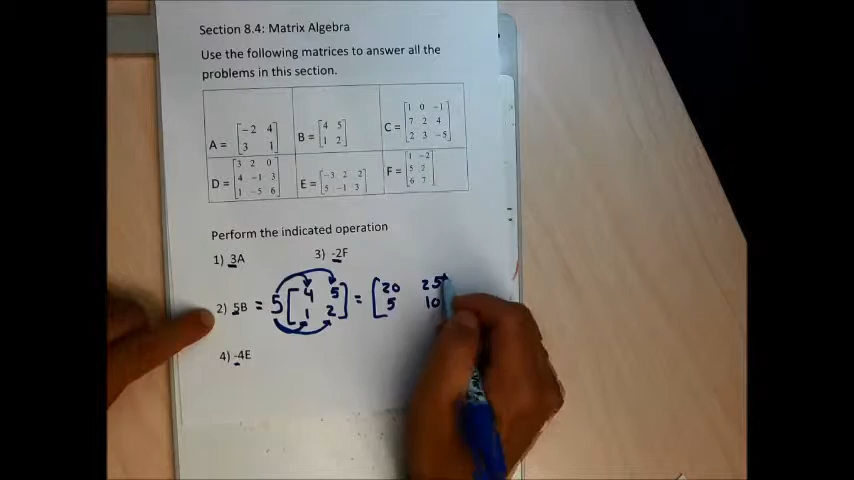 Section 8.4: Matrix Algebra
Use the following matrices to answer all the
problems in this section.
A = [-2 4
3 1]
B = [4 5
1 2]
C = [1 0 -1
7 2 4
2 3 -5]
D = [3 2 0
4 -1 3
1 -5 6]
E = [-3 2 2
5 -1 3]
F = [1 -2
5 2
6 7]
Perform the indicated operation
1) 3A
3) -2F
2) 5B = 5 [4 5
1 2] = [20 25
5 10
4) -4E